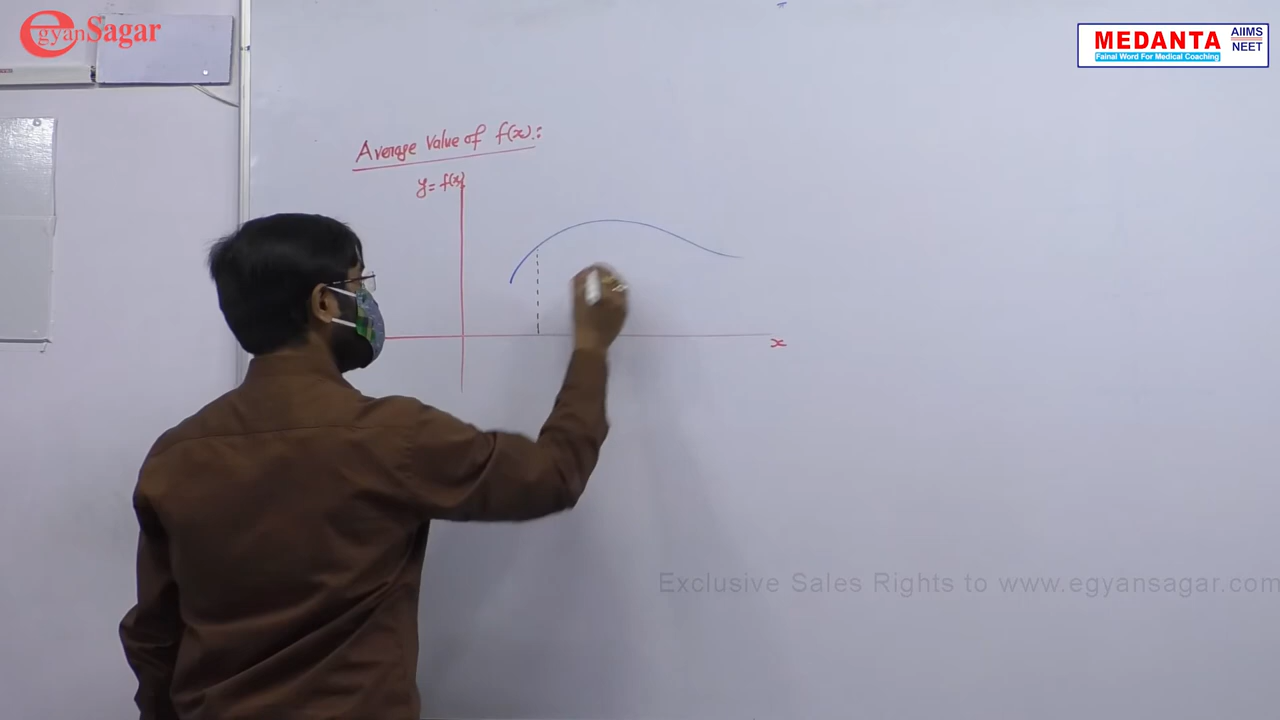 egyanSagar
MEDANTA
AIIMS
NEET
Fainal Word For Medical Coaching
Average Value of f(x):
y = f(x)
x
Exclusive Sales Rights to www.egyansagar.com